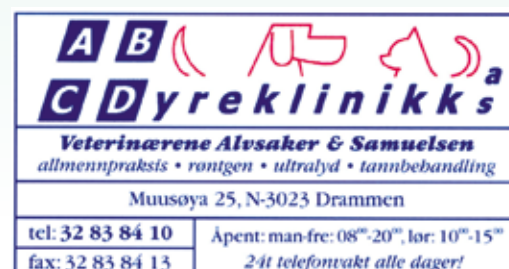 A B
C Dyreklinikk as
Veterinærene Alvsaker & Samuelsen
allmennpraksis • røntgen • ultralyd • tannbehandling
Muusøya 25, N-3023 Drammen
tel: 32 83 84 10
fax: 32 83 84 13
Åpent: man-fre: 08⁰⁰-20⁰⁰, lør: 10⁰⁰-15⁰⁰
24t telefonvakt alle dager!